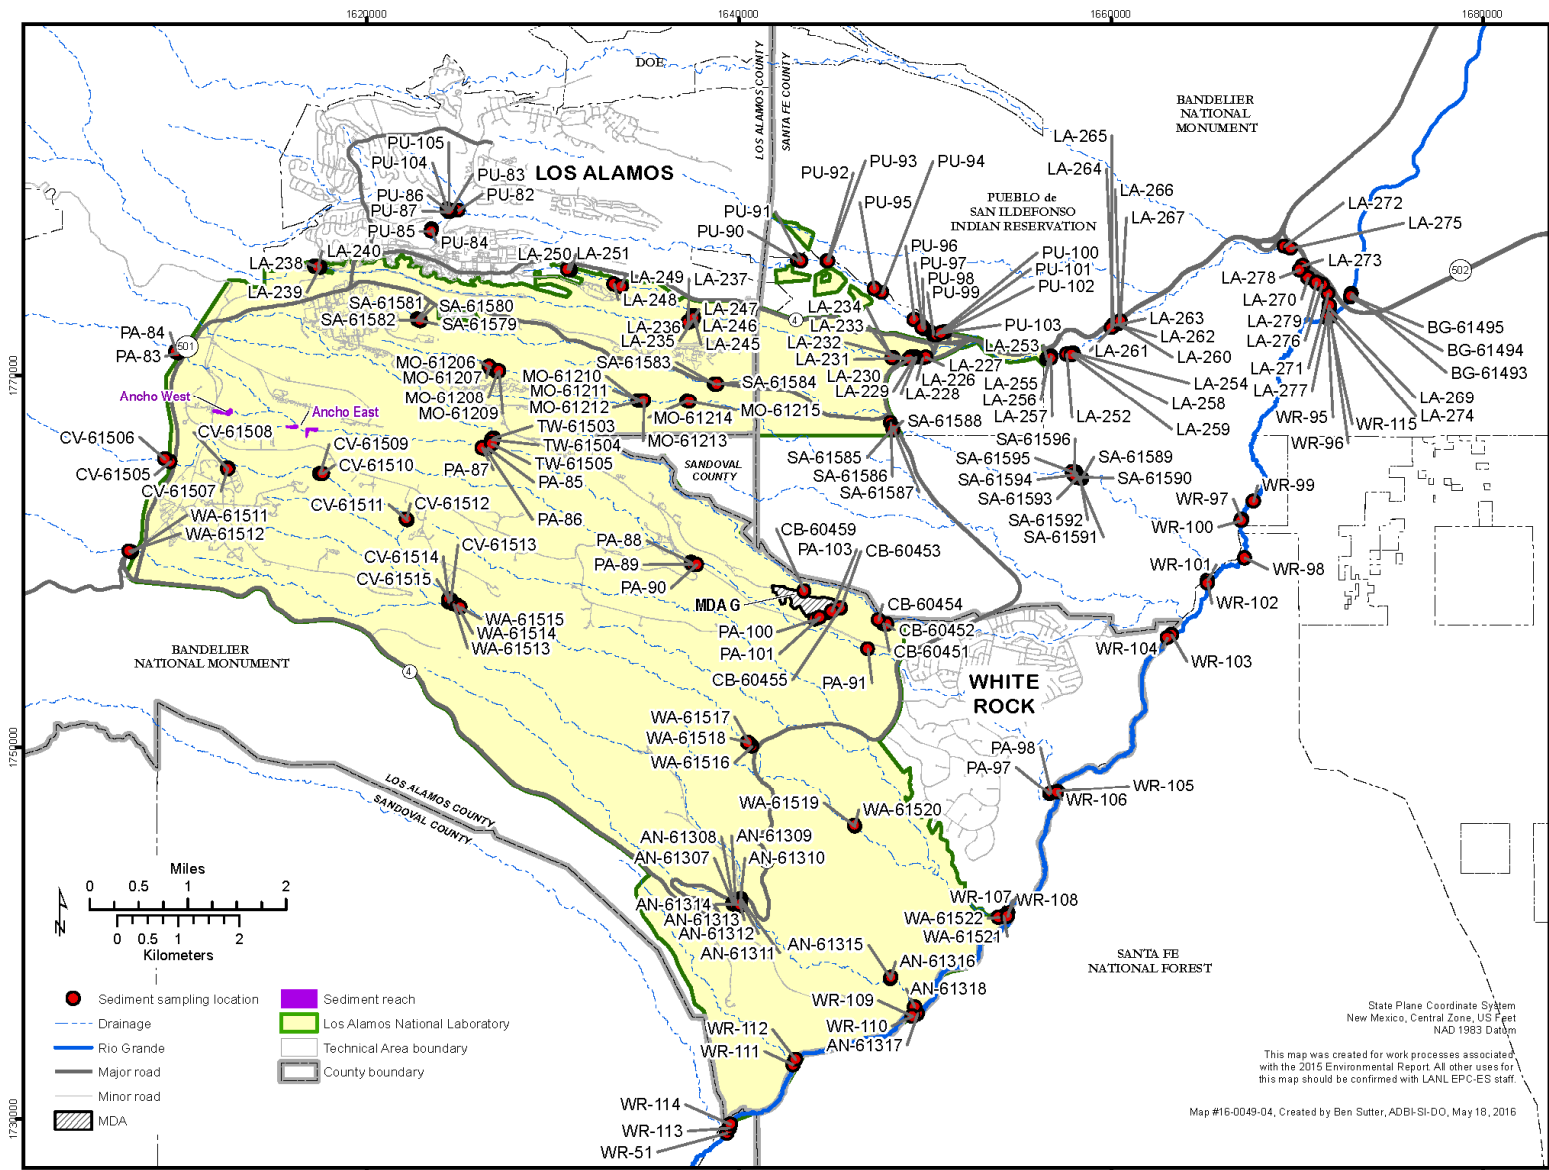 1620000
1640000
1660000
1680000
DOE
LOS ALAMOS COUNTY
SANTA FE COUNTY
BANDELIER
NATIONAL
MONUMENT
LA-265
LA-264
LA-266
LA-267
PU-105
PU-104
PU-83
PU-86
PU-82
PU-87
PU-85
PU-84
LOS ALAMOS
PU-93
PU-94
PU-92
PU-95
PU-91
PU-90
PUEBLO de
SAN ILDEFONSO
INDIAN RESERVATION
LA-272
LA-275
LA-240
LA-238
LA-239
LA-250
LA-251
LA-249
LA-248
LA-237
LA-247
LA-246
LA-245
LA-236
LA-235
PU-96
PU-97
PU-98
PU-99
PU-100
PU-101
PU-102
PU-103
LA-273
LA-278
LA-270
LA-279
LA-276
LA-271
LA-277
502
SA-61581
SA-61580
SA-61582
SA-61579
LA-234
LA-233
LA-232
LA-231
LA-230
LA-229
LA-228
LA-226
LA-227
4
LA-253
LA-255
LA-256
LA-257
LA-252
LA-263
LA-262
LA-261
LA-260
LA-254
LA-258
LA-259
BG-61495
BG-61494
BG-61493
LA-269
LA-274
WR-95
WR-115
WR-96
PA-84
501
PA-83
1770000
MO-61206
MO-61207
MO-61208
MO-61209
MO-61210
MO-61211
MO-61212
SA-61583
SA-61584
MO-61215
MO-61214
MO-61213
Ancho West
Ancho East
TW-61503
TW-61504
TW-61505
PA-87
PA-85
PA-86
SA-61588
SA-61585
SA-61586
SA-61587
SA-61596
SA-61595
SA-61594
SA-61593
SA-61592
SA-61591
SA-61589
SA-61590
CV-61506
CV-61505
CV-61508
CV-61507
CV-61509
CV-61510
CV-61511
CV-61512
SANDOVAL
COUNTY
WR-99
WR-97
WR-100
WR-98
WR-101
WR-102
WA-61511
WA-61512
CV-61514
CV-61513
CV-61515
WA-61515
WA-61514
WA-61513
PA-88
PA-89
PA-90
CB-60459
PA-103
CB-60453
MDA G
PA-100
PA-101
CB-60455
PA-91
CB-60454
CB-60452
CB-60451
WR-104
WR-103
BANDELIER
NATIONAL MONUMENT
4
WHITE
ROCK
WA-61517
WA-61518
WA-61516
PA-98
PA-97
WR-105
WR-106
1750000
LOS ALAMOS COUNTY
SANDOVAL COUNTY
WA-61519
WA-61520
AN-61308
AN-61309
AN-61307
AN-61310
AN-61314
AN-61313
AN-61312
AN-61311
WR-107
WR-108
WA-61522
WA-61521
AN-61315
AN-61316
AN-61318
SANTA FE
NATIONAL FOREST
WR-109
WR-110
AN-61317
WR-112
WR-111
WR-114
WR-113
WR-51
1730000
Miles
0 0.5 1 2
0 0.5 1 2
Kilometers
N
Sediment sampling location
Drainage
Rio Grande
Major road
Minor road
MDA
Sediment reach
Los Alamos National Laboratory
Technical Area boundary
County boundary
State Plane Coordinate System
New Mexico, Central Zone, US Feet
NAD 1983 Datum
This map was created for work processes associated
with the 2015 Environmental Report. All other uses for
this map should be confirmed with LANL EPC-ES staff.
Map #16-0049-04, Created by Ben Sutter, ADBI-SI-DO, May 18, 2016